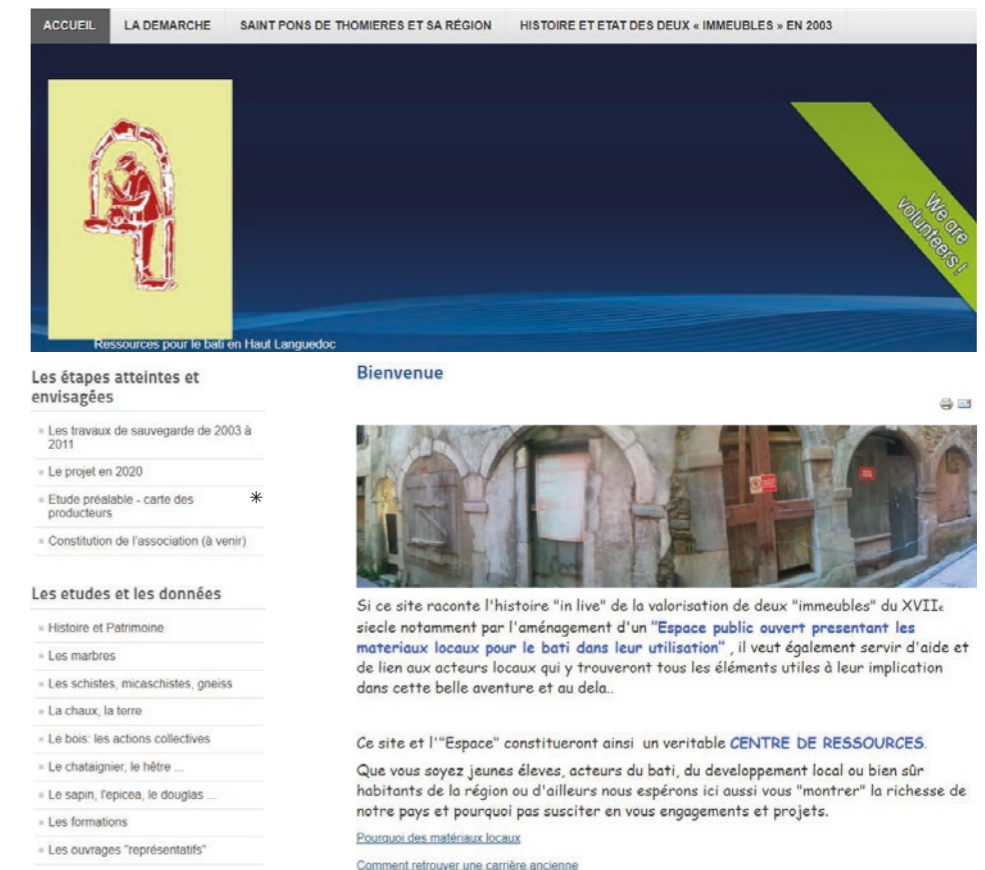 ACCUEIL LA DEMARCHE SAINT PONS DE THOMIERES ET SA RÉGION HISTOIRE ET ETAT DES DEUX « IMMEUBLES » EN 2003
We are
volunteers !
Ressources pour le bati en Haut Languedoc
Les étapes atteintes et
envisagées
Les travaux de sauvegarde de 2003 à
2011
Le projet en 2020
Etude préalable - carte des
producteurs
Constitution de l'association (à venir)
Les etudes et les données
Histoire et Patrimoine
Les marbres
Les schistes, micaschistes, gneiss
La chaux, la terre
Le bois: les actions collectives
Le chataignier, le hêtre ...
Le sapin, l'epicea, le douglas ...
Les formations
Les ouvrages "représentatifs"
Bienvenue
Si ce site raconte l'histoire "in live" de la valorisation de deux "immeubles" du XVIIe
siecle notamment par l'aménagement d'un "Espace public ouvert presentant les
materiaux locaux pour le bati dans leur utilisation" , il veut également servir d'aide et
de lien aux acteurs locaux qui y trouveront tous les éléments utiles à leur implication
dans cette belle aventure et au dela..
Ce site et l'"Espace" constitueront ainsi un veritable CENTRE DE RESSOURCES.
Que vous soyez jeunes éleves, acteurs du bati, du developpement local ou bien sûr
habitants de la région ou d'ailleurs nous espérons ici aussi vous "montrer" la richesse de
notre pays et pourquoi pas susciter en vous engagements et projets.
Pourquoi des matériaux locaux
Comment retrouver une carrière ancienne